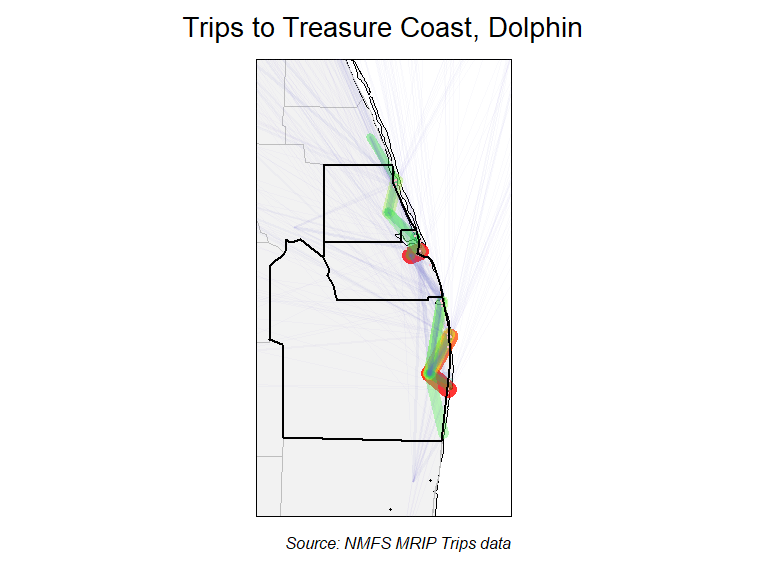 Trips to Treasure Coast, Dolphin
Source: NMFS MRIP Trips data